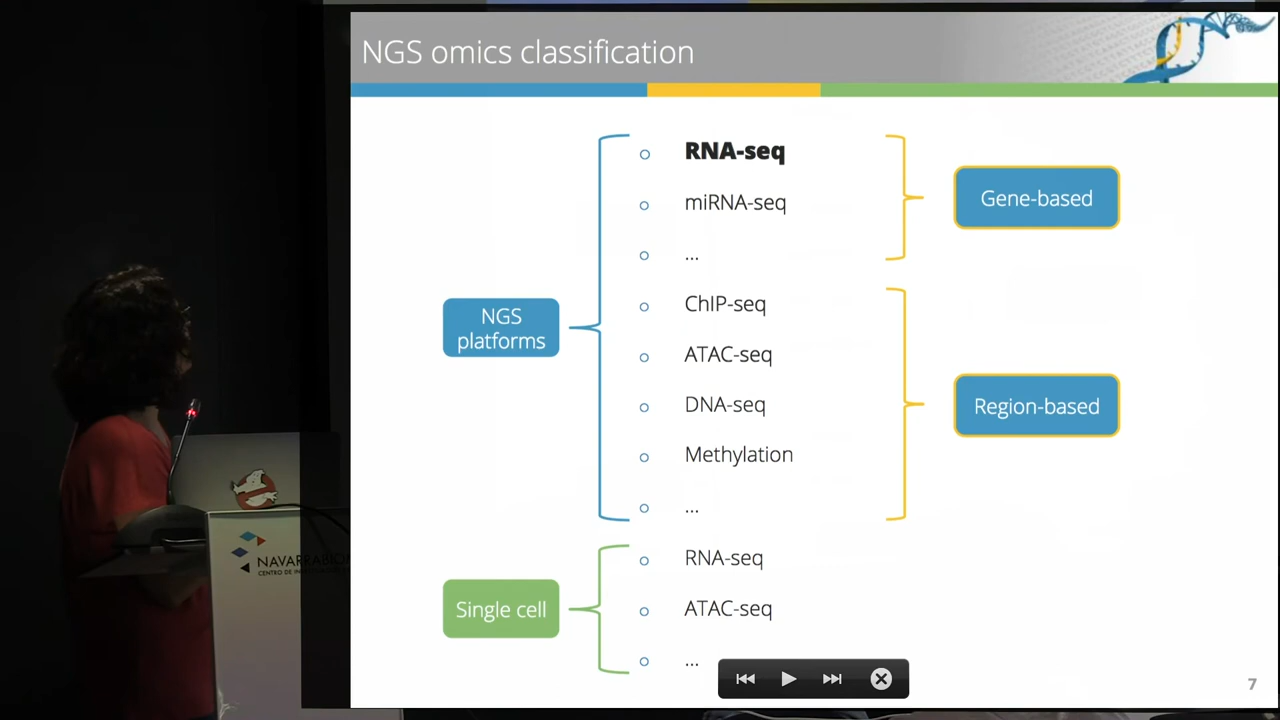 NGS omics classification
RNA-seq
miRNA-seq
...
ChIP-seq
ATAC-seq
DNA-seq
Methylation
...
NGS
platforms
Gene-based
Region-based
Single cell
RNA-seq
ATAC-seq
...
7